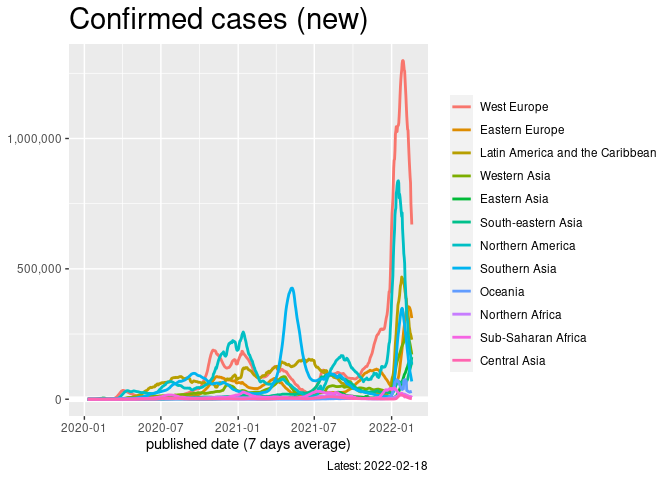 Confirmed cases (new)
1,000,000
500,000
0
2020-01 2020-07 2021-01 2021-07 2022-01
published date (7 days average)
Latest: 2022-02-18
West Europe
Eastern Europe
Latin America and the Caribbean
Western Asia
Eastern Asia
South-eastern Asia
Northern America
Southern Asia
Oceania
Northern Africa
Sub-Saharan Africa
Central Asia